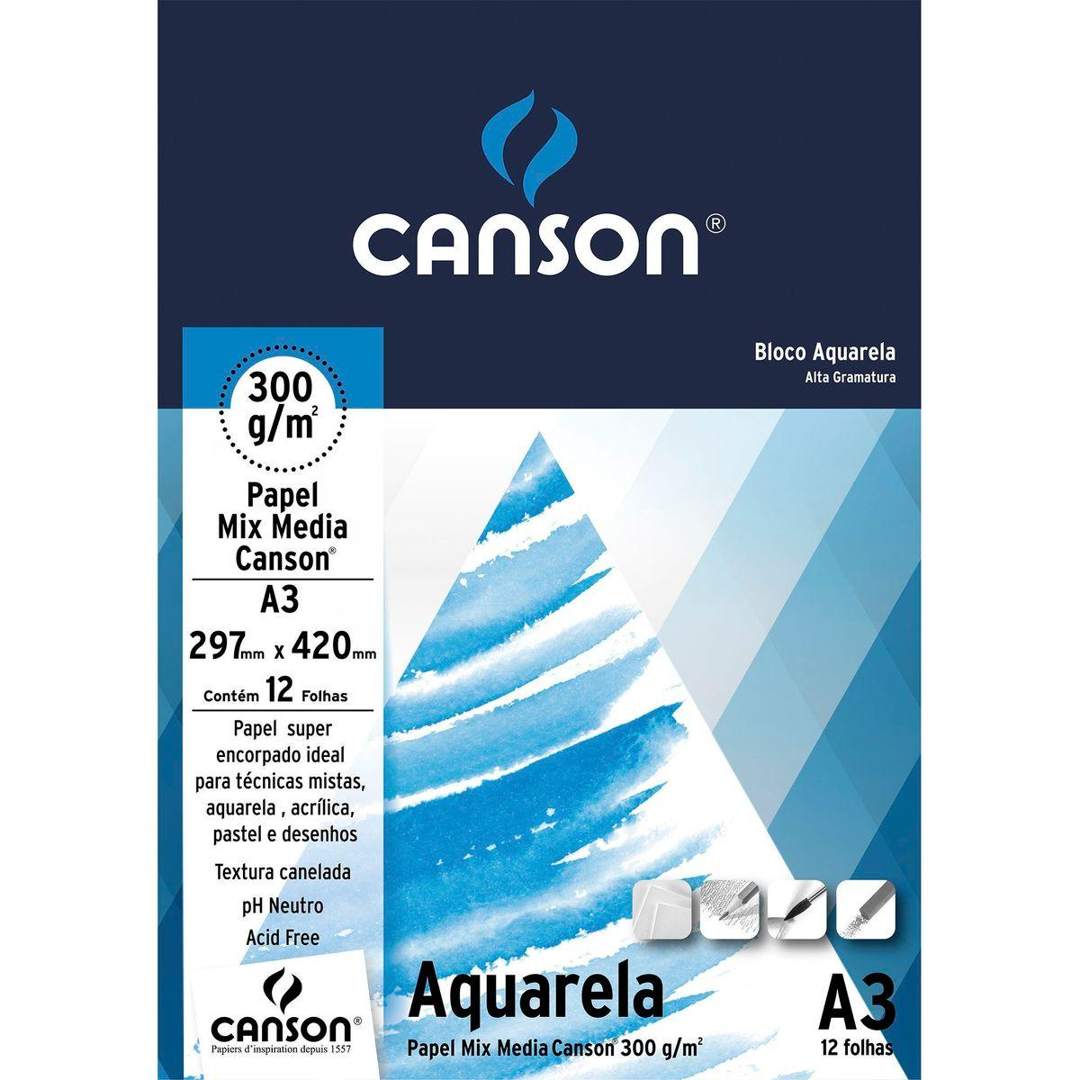 CANSON®
Bloco Aquarela
Alta Gramatura
300
g/m²
Papel
Mix Media
Canson®
A3
297mm x 420mm
Contém 12 Folhas
Papel super
encorpado ideal
para técnicas mistas,
aquarela , acrílica,
pastel e desenhos
Textura canelada
pH Neutro
Acid Free
CANSON®
Papiers d'inspiration depuis 1557
Aquarela
Papel Mix Media Canson® 300 g/m²
A3
12 folhas